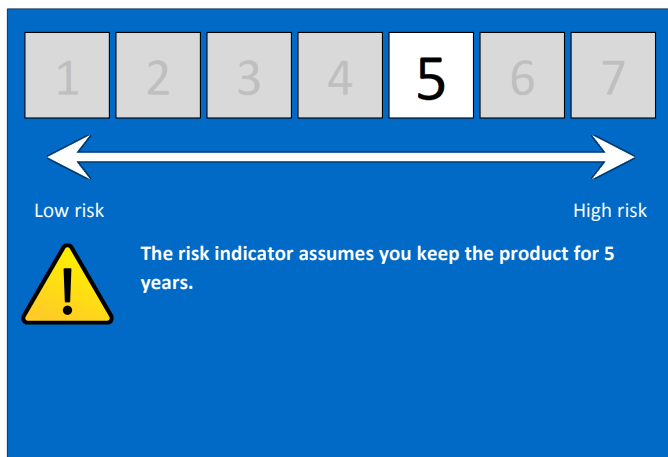 1 2 3 4 5 6 7
Low risk High risk
!
The risk indicator assumes you keep the product for 5
years.